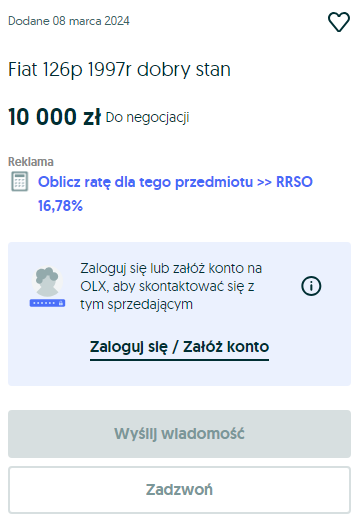 Dodane 08 marca 2024
Fiat 126p 1997r dobry stan
10 000 zł Do negocjacji
Reklama
Oblicz ratę dla tego przedmiotu >> RRSO
16,78%
Zaloguj się lub załóż konto na
OLX, aby skontaktować się z
tym sprzedającym
Zaloguj się / Załóż konto
Wyślij wiadomość
Zadzwoń